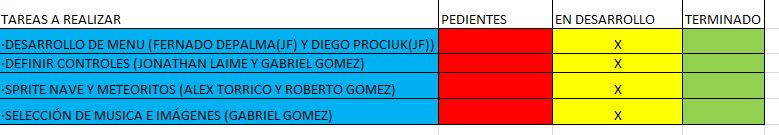 TAREAS A REALIZAR PEDIENTES EN DESARROLLO TERMINADO
·DESARROLLO DE MENU (FERNADO DEPALMA(JF) Y DIEGO PROCIUK(JF)) X
·DEFINIR CONTROLES (JONATHAN LAIME Y GABRIEL GOMEZ) X
·SPRITE NAVE Y METEORITOS (ALEX TORRICO Y ROBERTO GOMEZ) X
·SELECCIÓN DE MUSICA E IMÁGENES (GABRIEL GOMEZ) X